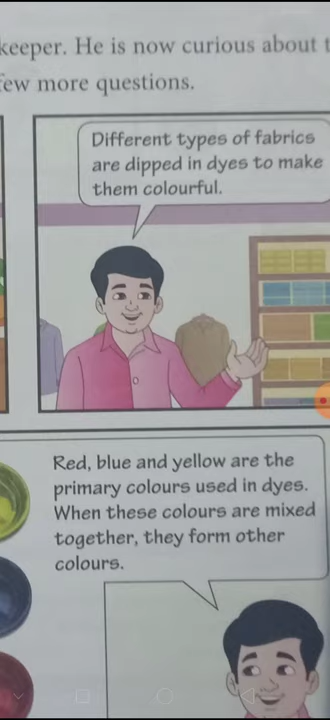 keeper. He is now curious about
few more questions.
Different types of fabrics
are dipped in dyes to make
them colourful.
Red, blue and yellow are the
primary colours used in dyes.
When these colours are mixed
together, they form other
colours.